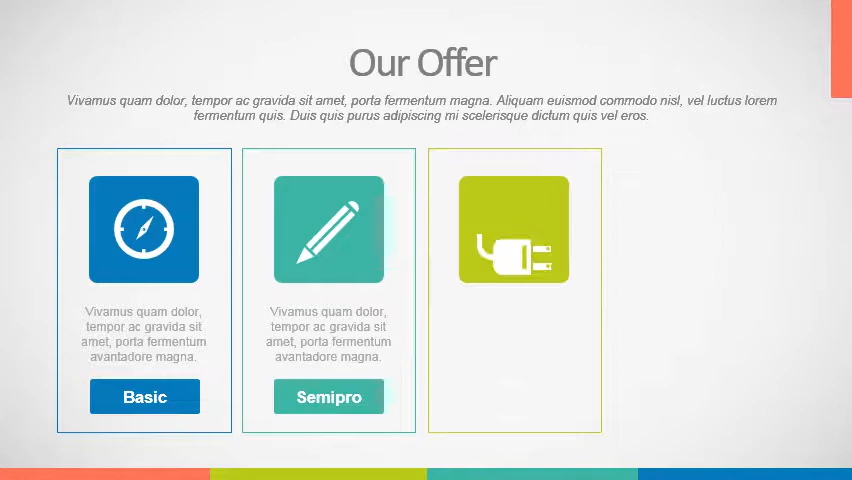 Our Offer
Vivamus quam dolor, tempor ac gravida sit amet, porta fermentum magna. Aliquam euismod commodo nisl, vel luctus lorem
fermentum quis. Duis quis purus adipiscing mi scelerisque dictum quis vel eros.
Vivamus quam dolor,
tempor ac gravida sit
amet, porta fermentum
avantadore magna.
Basic
Vivamus quam dolor,
tempor ac gravida sit
amet, porta fermentum
avantadore magna.
Semipro